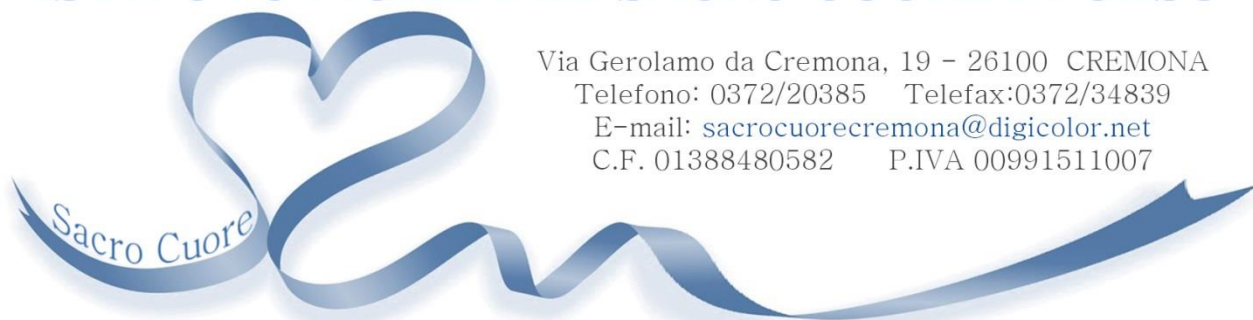 Via Gerolamo da Cremona, 19 - 26100 CREMONA
Telefono: 0372/20385 Telefax:0372/34839
E-mail: sacrocuorecremona@digicolor.net
C.F. 01388480582 P.IVA 00991511007
Sacro Cuore